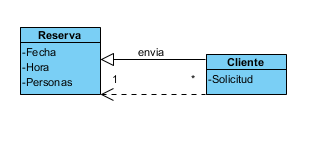 Reserva
-Fecha
-Hora
-Personas
envia
1
*
Cliente
-Solicitud